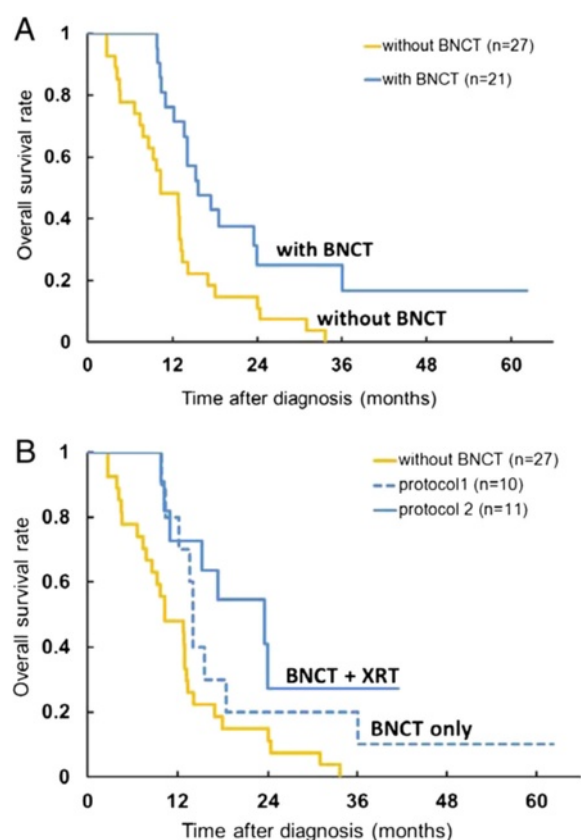 A
1
0.8
0.6
0.4
0.2
0
Overall survival rate
without BNCT (n=27)
with BNCT (n=21)
with BNCT
without BNCT
0 12 24 36 48 60
Time after diagnosis (months)
B
1
0.8
0.6
0.4
0.2
0
Overall survival rate
without BNCT (n=27)
protocol1 (n=10)
protocol 2 (n=11)
BNCT + XRT
BNCT only
0 12 24 36 48 60
Time after diagnosis (months)